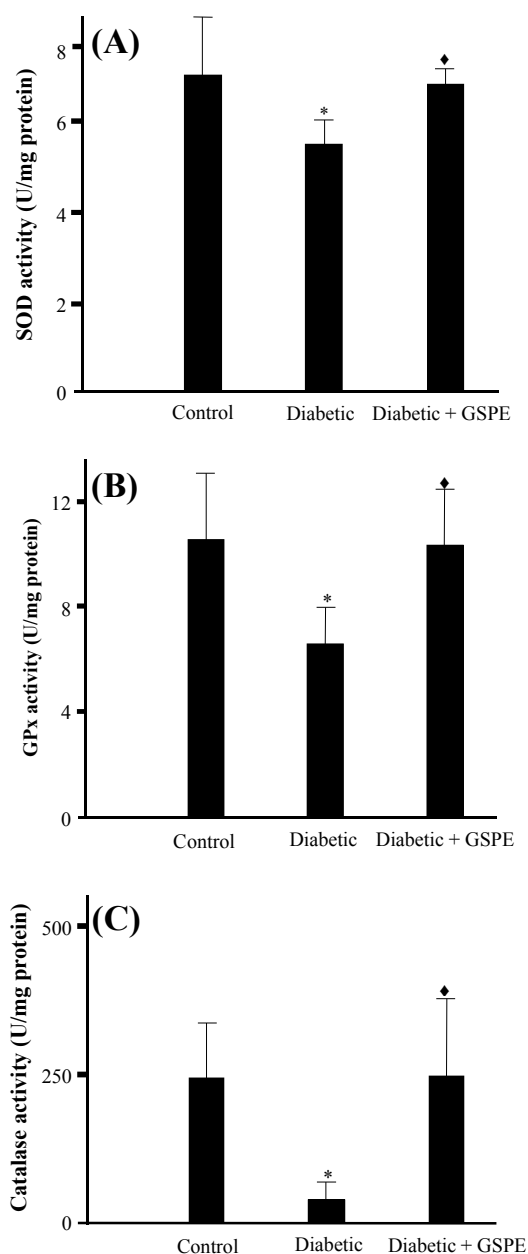 (A)
SOD activity (U/mg protein)
8
6
4
2
0
*
♦
Control Diabetic Diabetic + GSPE
(B)
GPx activity (U/mg protein)
12
8
4
0
*
♦
Control Diabetic Diabetic + GSPE
(C)
Catalase activity (U/mg protein)
500
250
0
*
♦
Control Diabetic Diabetic + GSPE